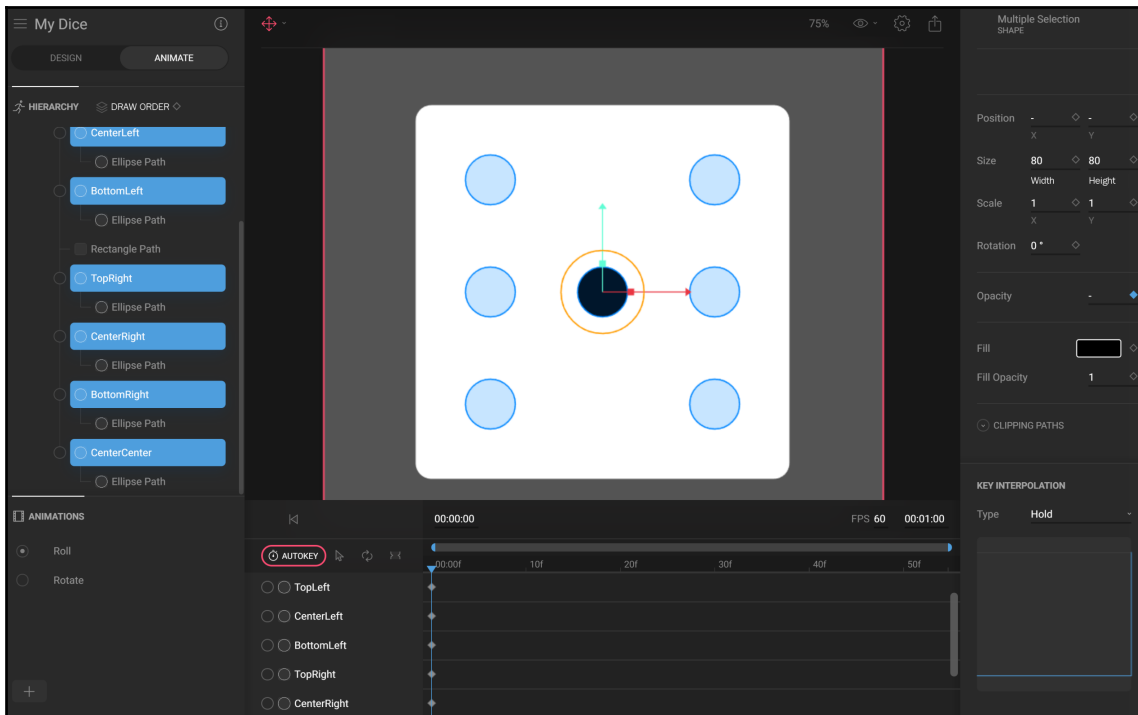 My Dice
75%
Multiple Selection
SHAPE
DESIGN
ANIMATE
HIERARCHY
DRAW ORDER
CenterLeft
Ellipse Path
BottomLeft
Ellipse Path
Rectangle Path
TopRight
Ellipse Path
CenterRight
Ellipse Path
BottomRight
Ellipse Path
CenterCenter
Ellipse Path
Position - -
X Y
Size 80 80
Width Height
Scale 1 1
X Y
Rotation 0 °
Opacity -
Fill
Fill Opacity 1
CLIPPING PATHS
KEY INTERPOLATION
Type Hold
ANIMATIONS
Roll
Rotate
+
00:00:00
FPS 60 00:01:00
AUTOKEY
00:00f 10f 20f 30f 40f 50f
TopLeft
CenterLeft
BottomLeft
TopRight
CenterRight